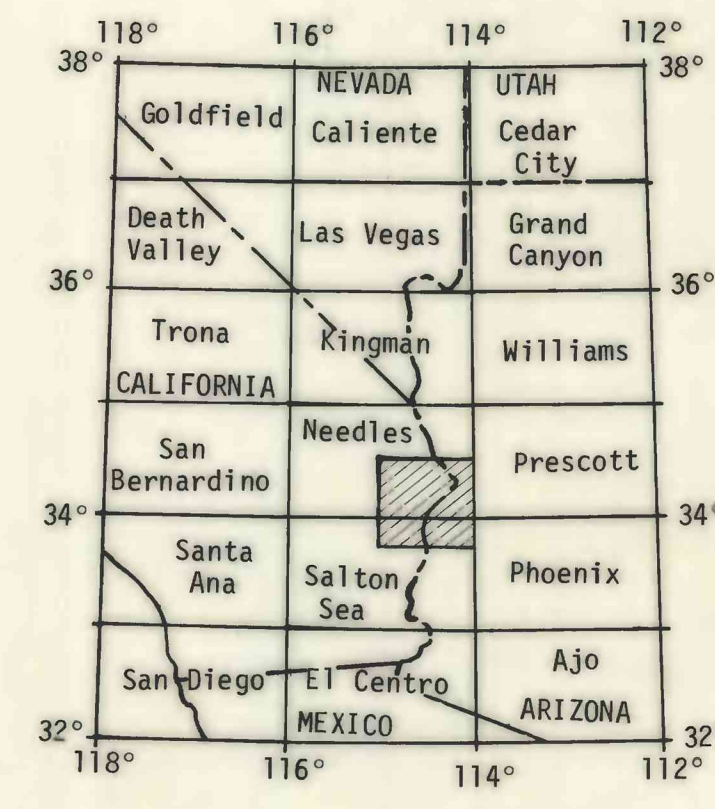 118° 116° 114° 112°
38° 38°
NEVADA UTAH
Goldfield Caliente Cedar
City
Death Las Vegas Grand
Valley Canyon
36° 36°
Trona Kingman Williams
CALIFORNIA
Needles
San Prescott
Bernardino
34° 34°
Santa Salton Phoenix
Ana Sea
San Diego El Centro Ajo
MEXICO ARIZONA
32° 32
118° 116° 114° 112°